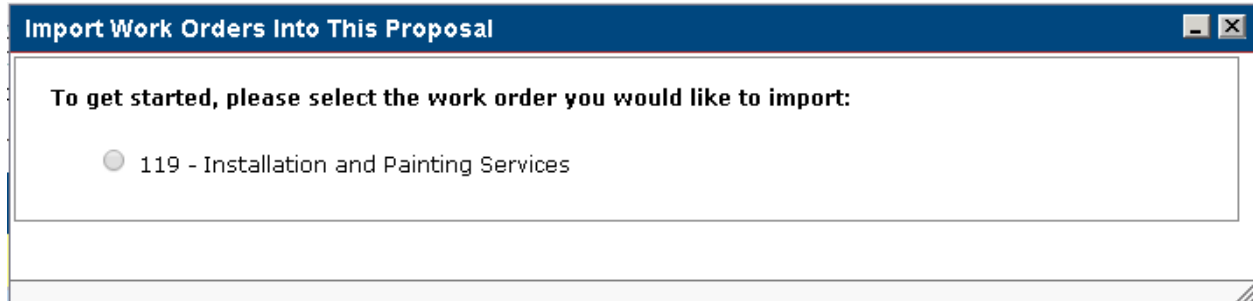 Import Work Orders Into This Proposal
To get started, please select the work order you would like to import:
119 - Installation and Painting Services